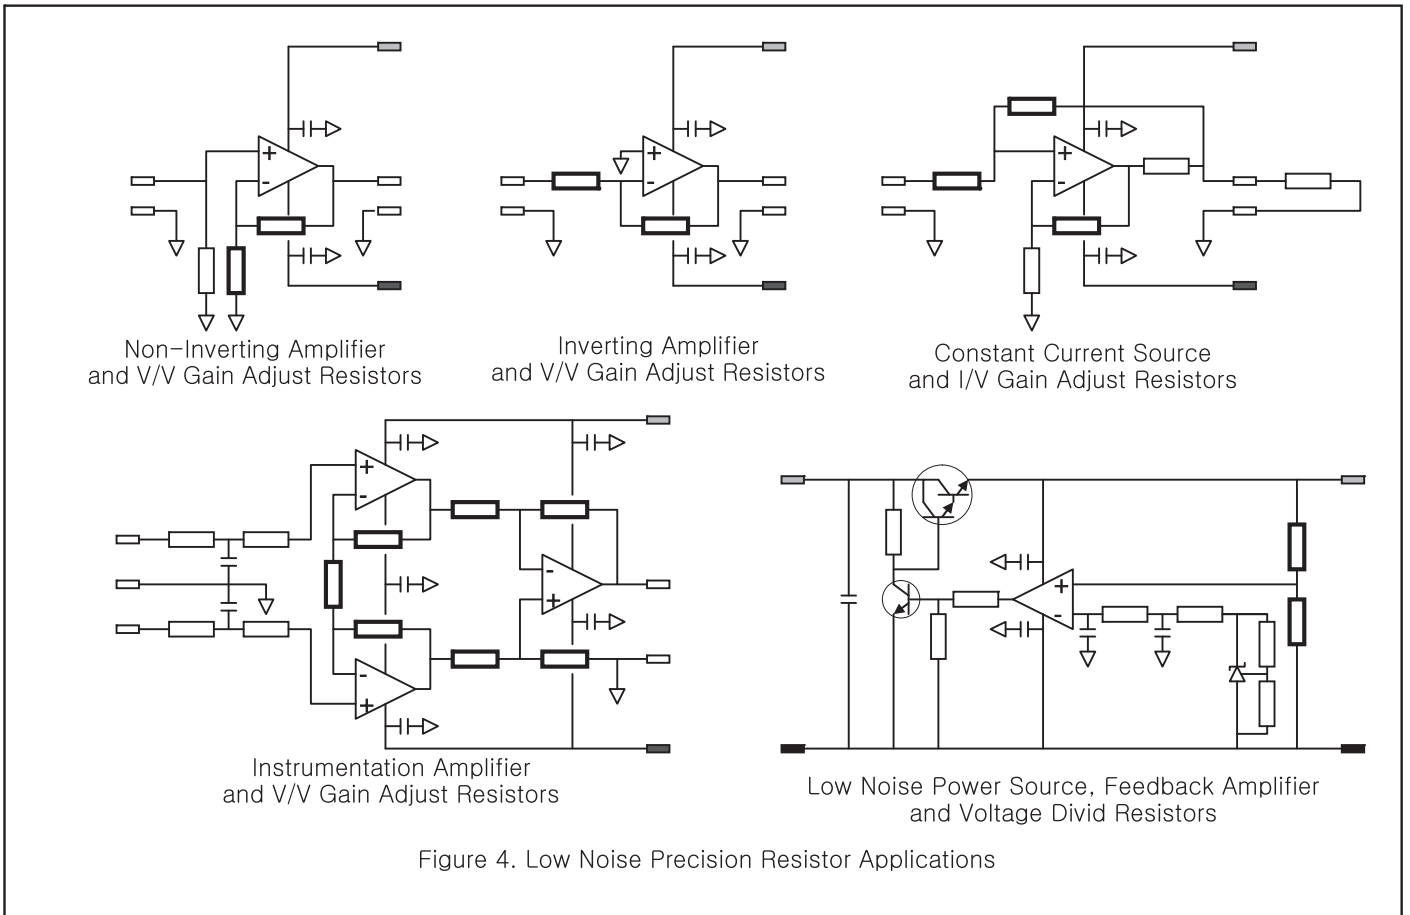 +
-
+
-
+
-
Non-Inverting Amplifier
and V/V Gain Adjust Resistors
Inverting Amplifier
and V/V Gain Adjust Resistors
Constant Current Source
and I/V Gain Adjust Resistors
+
-
-
+
-
+
+
-
Instrumentation Amplifier
and V/V Gain Adjust Resistors
Low Noise Power Source, Feedback Amplifier
and Voltage Divid Resistors
Figure 4. Low Noise Precision Resistor Applications